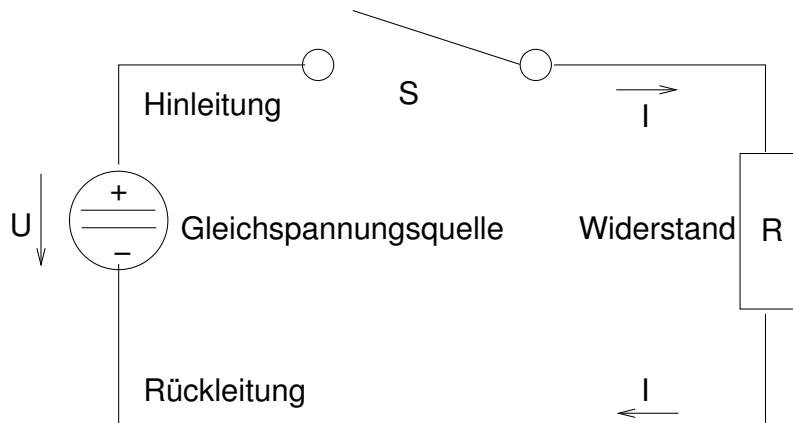 Hinleitung
S
I
U
+
−
Gleichspannungsquelle
Widerstand
R
Rückleitung
I